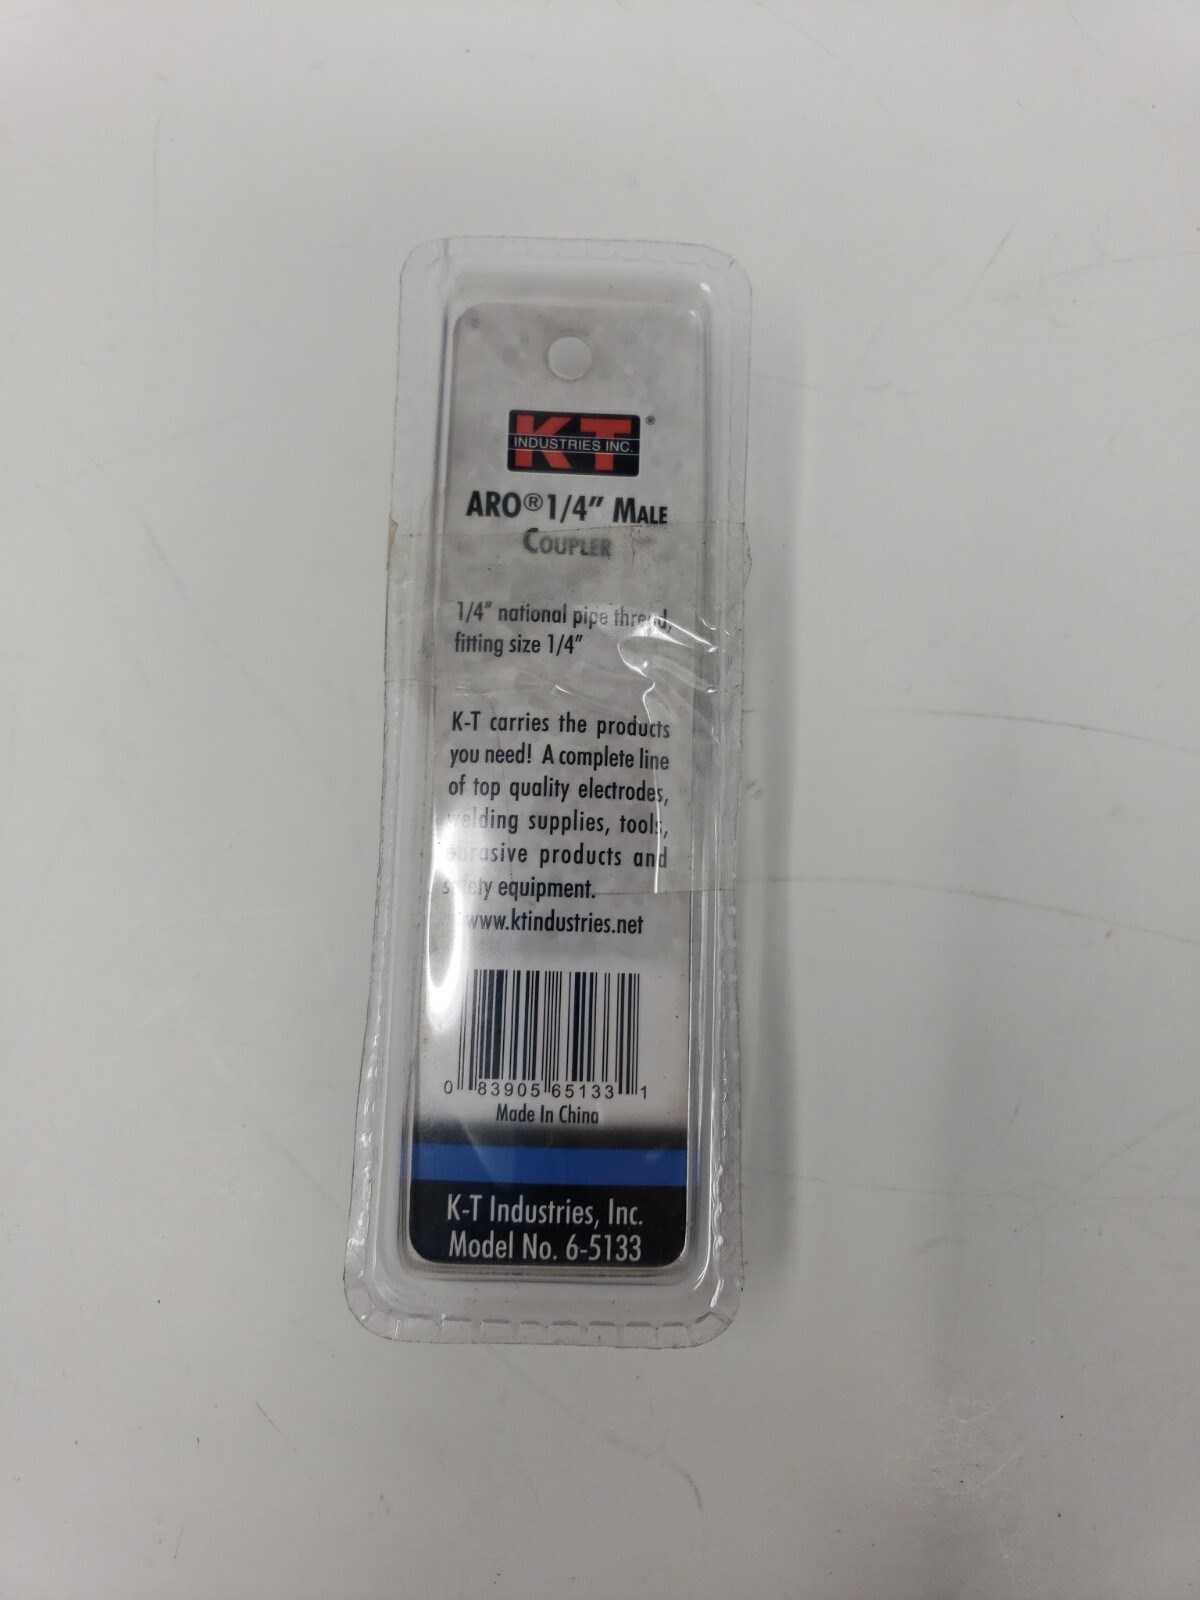 KT®
INDUSTRIES INC.
ARO® 1/4" MALE
COUPLER
1/4" national pipe thread,
fitting size 1/4"
K-T carries the products
you need! A complete line
of top quality electrodes,
welding supplies, tools,
abrasive products and
safety equipment.
www.ktindustries.net
0 83905 65133 1
Made In China
K-T Industries, Inc.
Model No. 6-5133